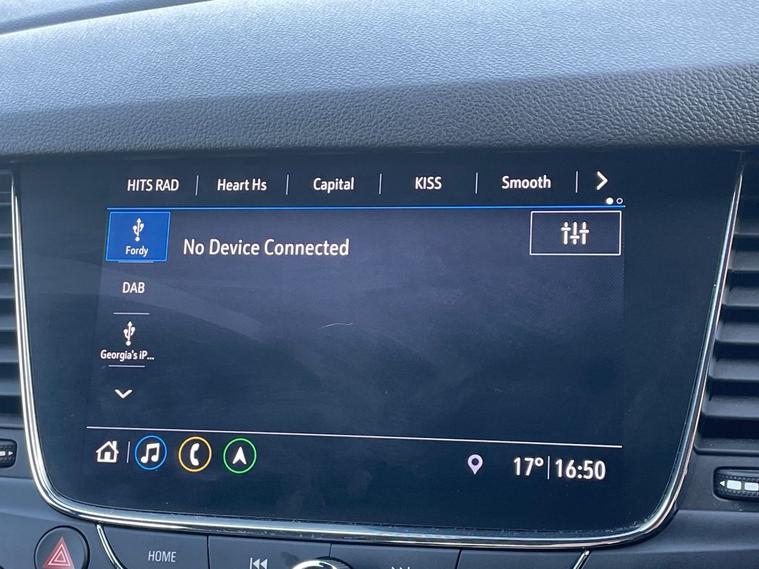 HITS RAD Heart Hs Capital KISS Smooth
Fordy
No Device Connected
DAB
Georgia's iP...
17° 16:50
HOME